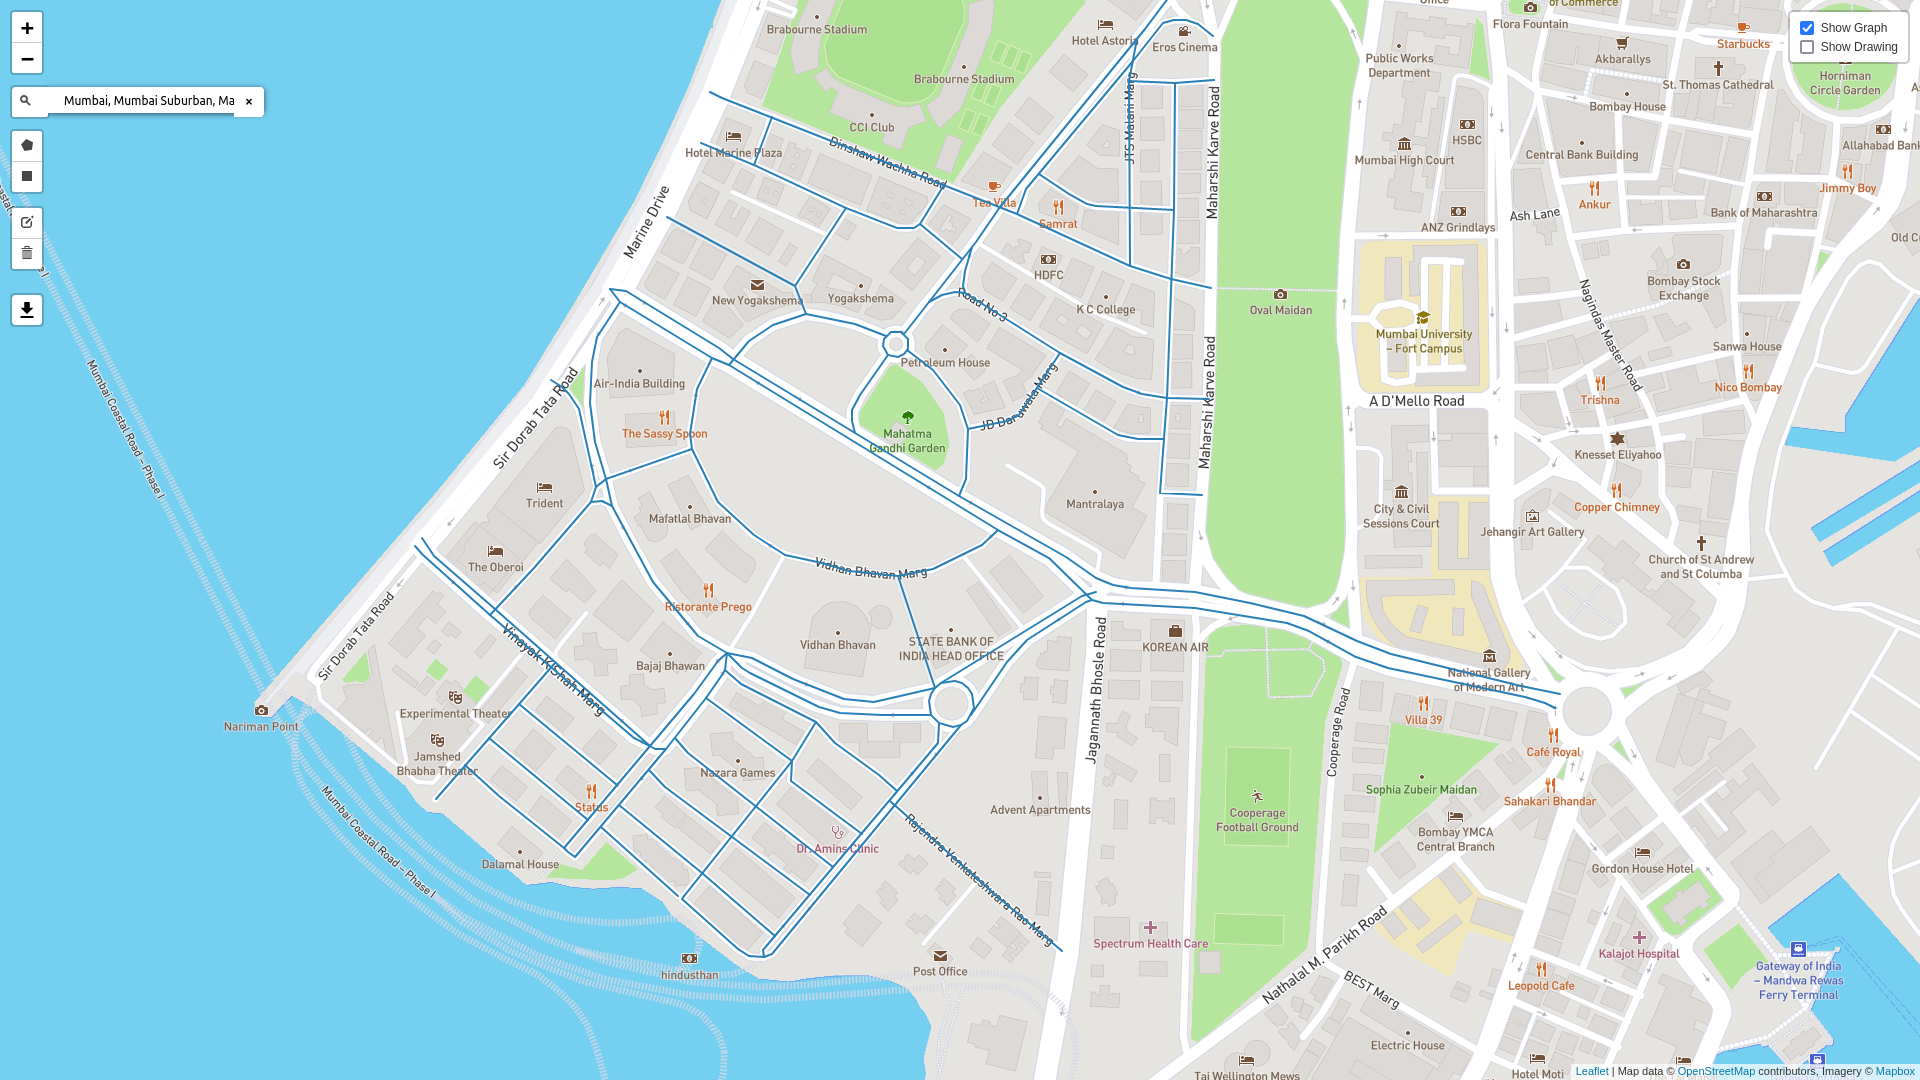 +
−
Mumbai, Mumbai Suburban, Ma
×
Show Graph
Show Drawing
Brabourne Stadium
Hotel Astoria
Eros Cinema
Flora Fountain
Public Works
Department
Akbarallys
Starbucks
St. Thomas Cathedral
Horniman
Circle Garden
Bombay House
Brabourne Stadium
CCI Club
JTS Malani Marg
Maharshi Karve Road
HSBC
Mumbai High Court
Central Bank Building
Allahabad Bank
Jimmy Boy
Hotel Marine Plaza
Dinshaw Wachha Road
Tea Villa
Samrat
Ankur
Ash Lane
Bank of Maharashtra
ANZ Grindlays
Marine Drive
HDFC
New Yogakshema
Yogakshema
Road No 3
K C College
Oval Maidan
Bombay Stock
Exchange
Nagindas Master Road
Mumbai University
– Fort Campus
Sanwa House
Nico Bombay
Petroleum House
Air-India Building
JD Daruwala Marg
Maharshi Karve Road
Trishna
A D'Mello Road
Mumbai Coastal Road – Phase I
Sir Dorab Tata Road
The Sassy Spoon
Mahatma
Gandhi Garden
Knesset Eliyahoo
Trident
Mafatlal Bhavan
Mantralaya
City & Civil
Sessions Court
Copper Chimney
Jehangir Art Gallery
The Oberoi
Vidhan Bhavan Marg
Church of St Andrew
and St Columba
Ristorante Prego
Sir Dorab Tata Road
Vinayak K Shah Marg
Vidhan Bhavan
STATE BANK OF
INDIA HEAD OFFICE
KOREAN AIR
Bajaj Bhawan
Jagannath Bhosle Road
National Gallery
of Modern Art
Cooperage Road
Nariman Point
Experimental Theater
Villa 39
Café Royal
Jamshed
Bhabha Theater
Nazara Games
Sophia Zubeir Maidan
Sahakari Bhandar
Status
Advent Apartments
Cooperage
Football Ground
Mumbai Coastal Road – Phase I
Dr. Amins Clinic
Rajendra Venkateshwara Rao Marg
Bombay YMCA
Central Branch
Gordon House Hotel
Dalamal House
Spectrum Health Care
Nathalal M. Parikh Road
Kalajot Hospital
hindusthan
Post Office
BEST Marg
Leopold Cafe
Gateway of India
– Mandwa Rewas
Ferry Terminal
Electric House
Taj Wellington Mews
Hotel Moti
Leaflet | Map data © OpenStreetMap contributors, Imagery © Mapbox